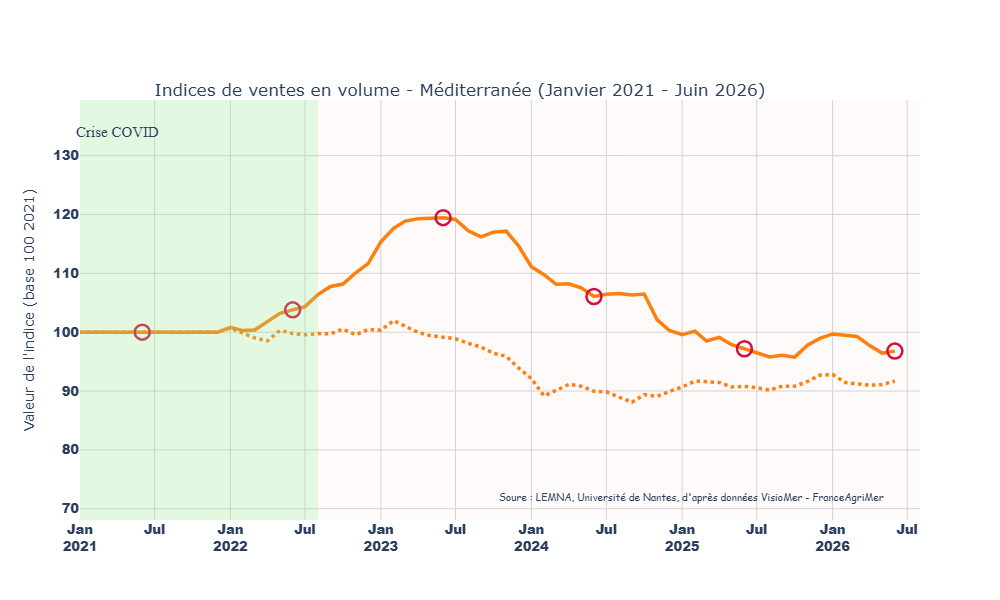 Indices de ventes en volume - Méditerranée (Janvier 2021 - Juin 2026)
Crise COVID
Valeur de l'indice (base 100 2021)
130
120
110
100
90
80
70
Soure : LEMNA, Université de Nantes, d'après données VisioMer - FranceAgriMer
Jan Jul Jan Jul Jan Jul Jan Jul Jan Jul Jan Jul
2021 2022 2023 2024 2025 2026